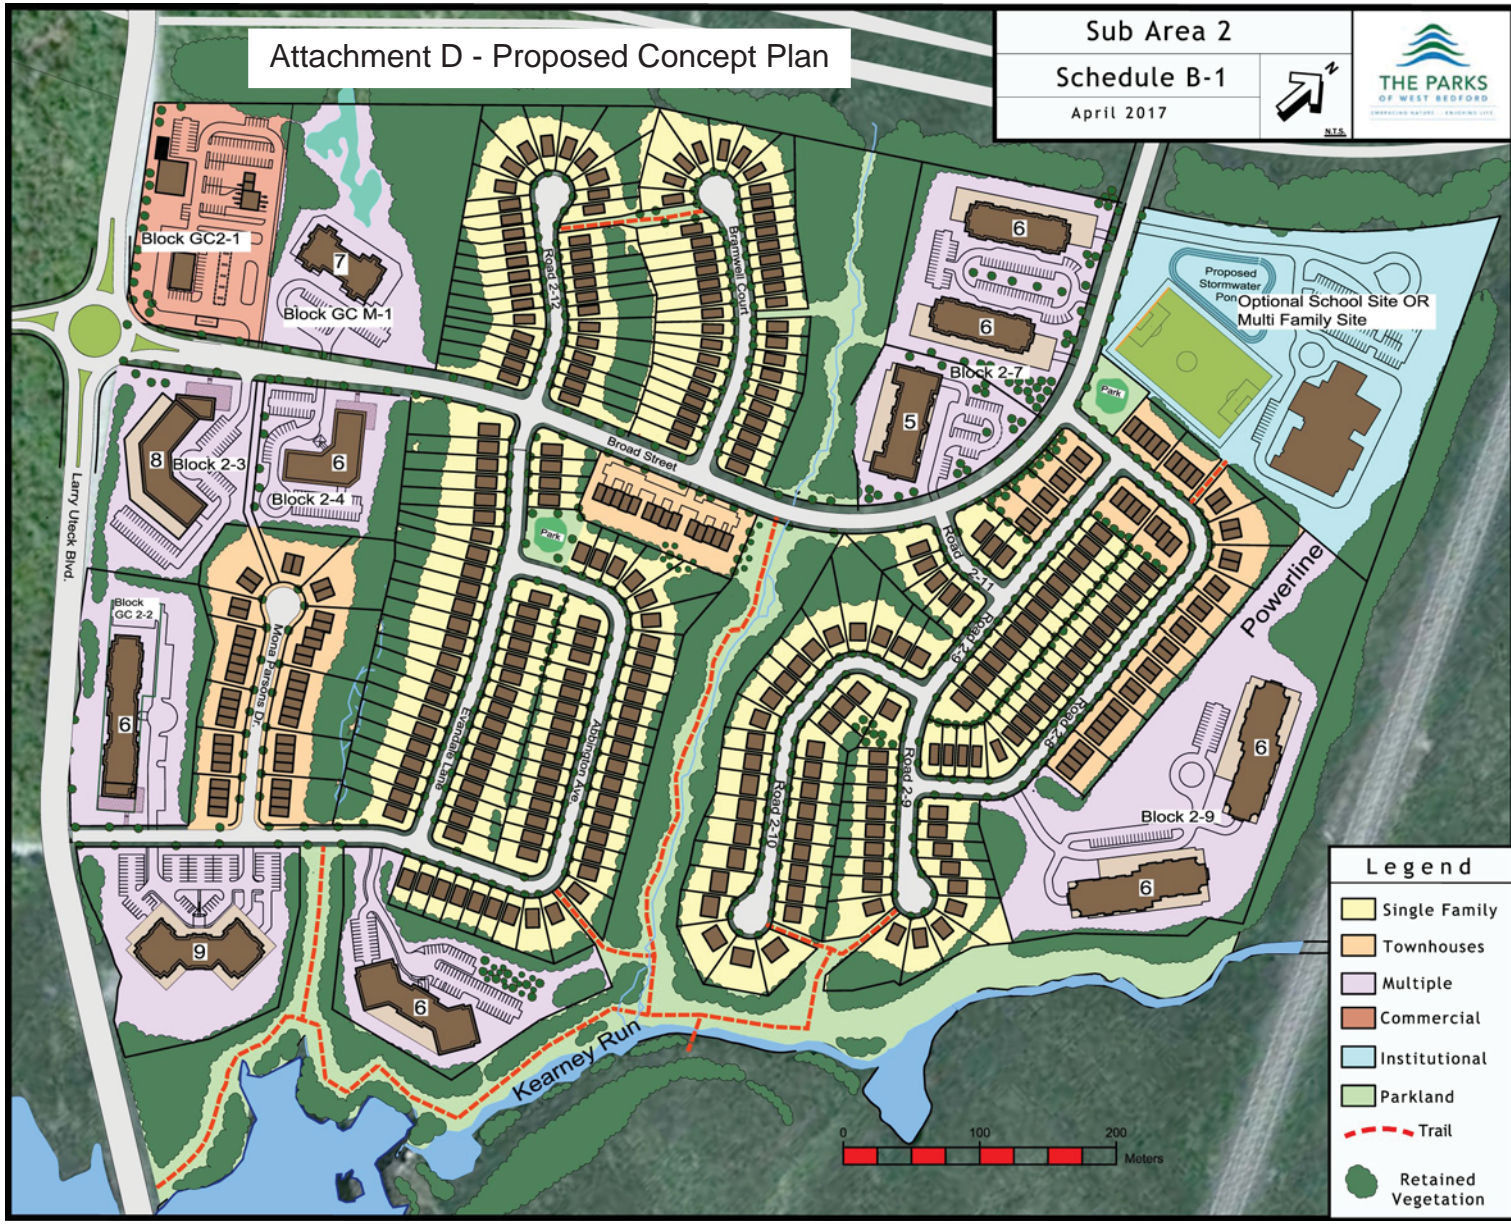 Attachment D - Proposed Concept Plan
Sub Area 2
Schedule B-1
April 2017
N
N.T.S.
THE PARKS
OF WEST BEDFORD
EMBRACING NATURE... ENRICHING LIFE
Block GC2-1
7
Block GC M-1
Road 2-12
Bramwell Court
6
6
Block 2-7
5
Proposed
Stormwater
Pon
Optional School Site OR
Multi Family Site
Park
8
Block 2-3
6
Block 2-4
Larry Uteck Blvd.
Broad Street
Park
Road 2-11
Road 2-9
Road 2-8
Powerline
Block
GC 2-2
6
Mona Parsons Dr.
Evandale Lane
Abbington Ave.
Road 2-10
Road 2-9
6
Block 2-9
6
9
6
Kearney Run
0 100 200
Meters
Legend
Single Family
Townhouses
Multiple
Commercial
Institutional
Parkland
Trail
Retained
Vegetation